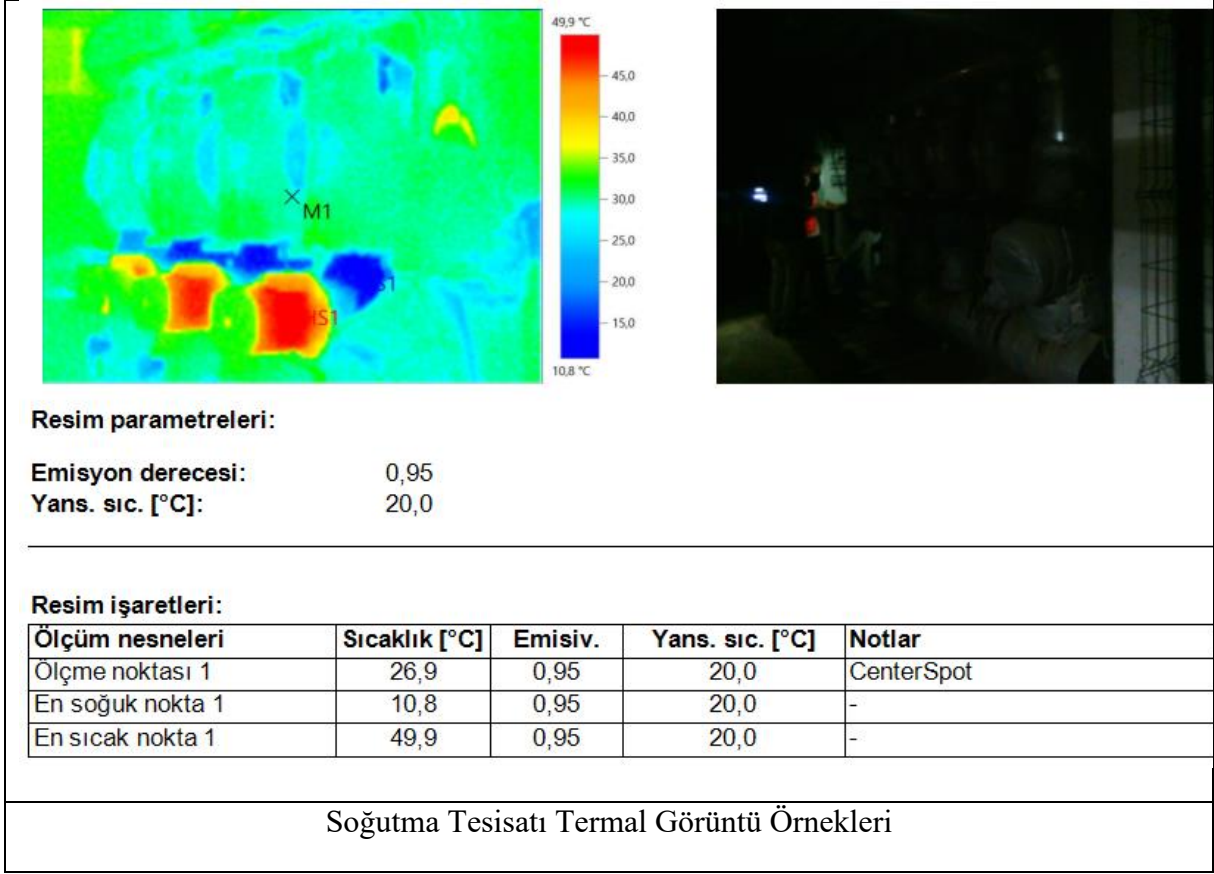 49,9 °C
45,0
40,0
35,0
30,0
25,0
20,0
15,0
10,8 °C
M1
HS1
Resim parametreleri:
Emisyon derecesi: 0,95
Yans. sıc. [°C]: 20,0
Resim işaretleri:
Ölçüm nesneleri Sıcaklık [°C] Emisiv. Yans. sıc. [°C] Notlar
Ölçme noktası 1 26,9 0,95 20,0 CenterSpot
En soğuk nokta 1 10,8 0,95 20,0 -
En sıcak nokta 1 49,9 0,95 20,0 -
Soğutma Tesisatı Termal Görüntü Örnekleri